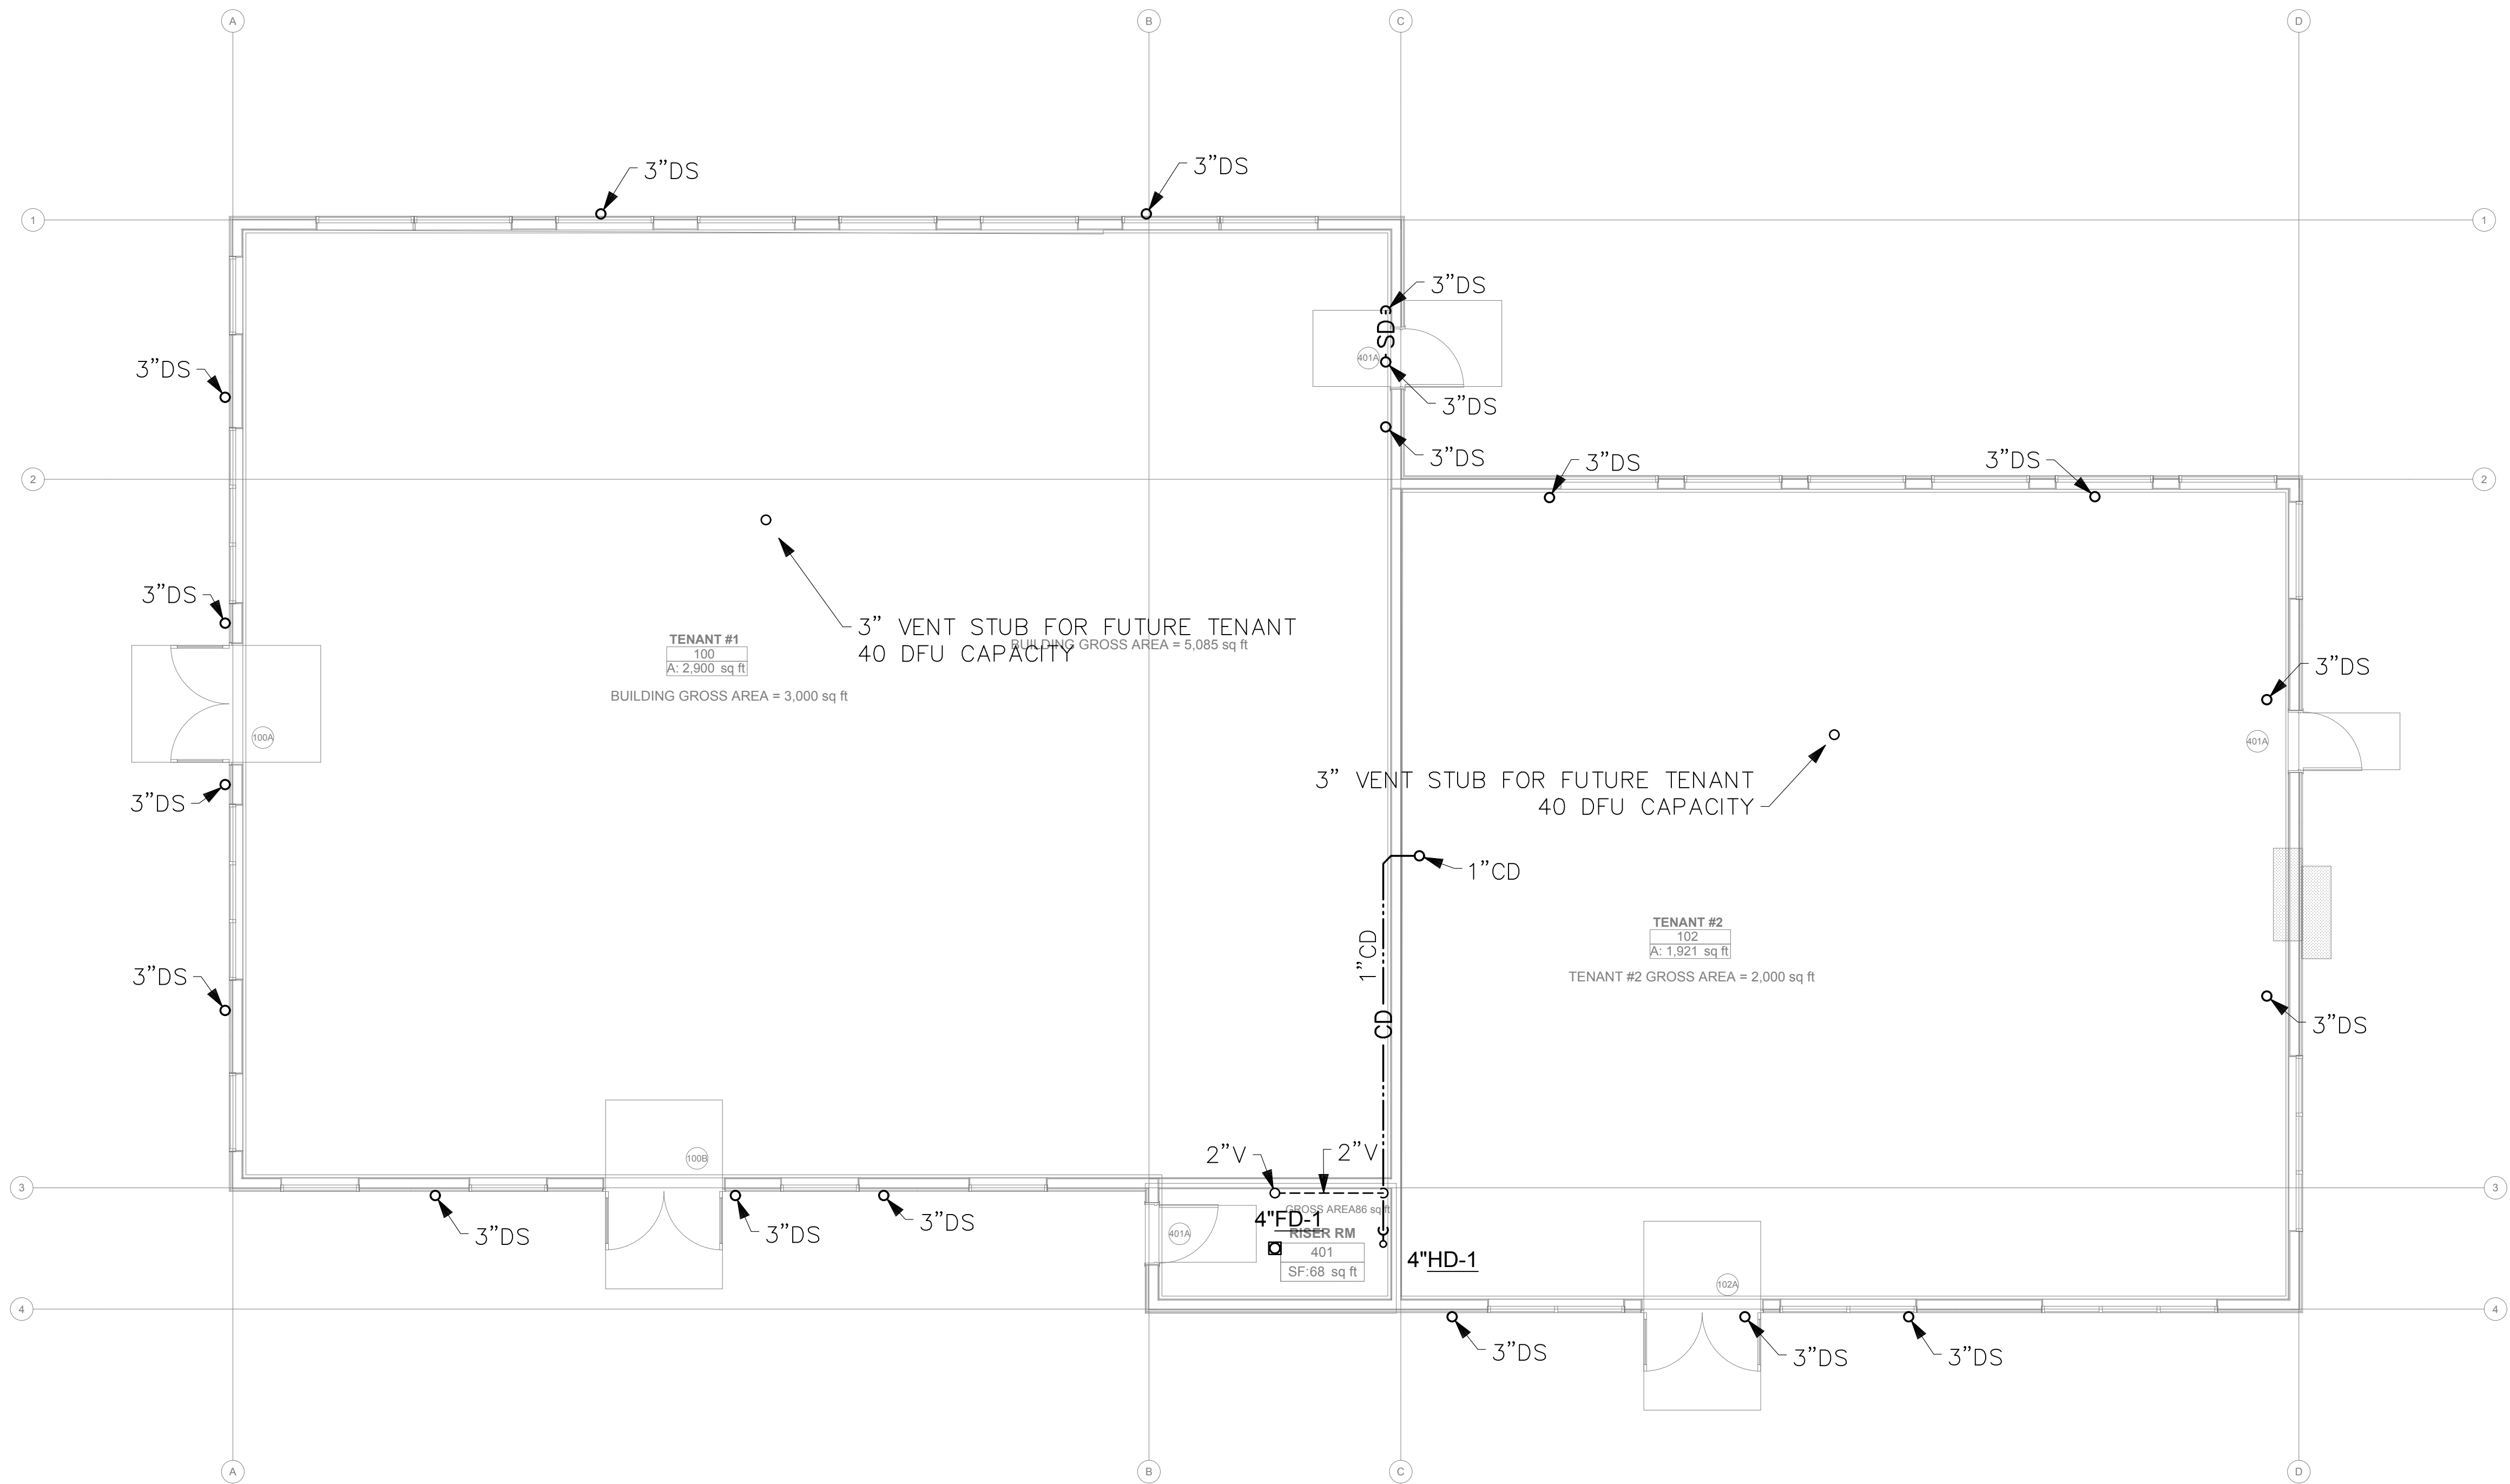 A
B
C
D
3”DS
3”DS
1
1
3”DS
SD
401A
3”DS
3”DS
3”DS
3”DS
3”DS
3”DS
2
2
3”DS
3” VENT STUB FOR FUTURE TENANT
40 DFU CAPACITY
BUILDING GROSS AREA = 5,085 sq ft
TENANT #1
100
A: 2,900 sq ft
BUILDING GROSS AREA = 3,000 sq ft
3”DS
100A
401A
3” VENT STUB FOR FUTURE TENANT
40 DFU CAPACITY
3”DS
1”CD
TENANT #2
102
A: 1,921 sq ft
TENANT #2 GROSS AREA = 2,000 sq ft
1”CD
3”DS
CD
3”DS
100B
2”V
2”V
3
3
GROSS AREA86 sq ft
4"FD-1
RISER RM
401
SF:68 sq ft
401A
3”DS
3”DS
3”DS
4"HD-1
102A
4
4
3”DS
3”DS
3”DS
A
B
C
D